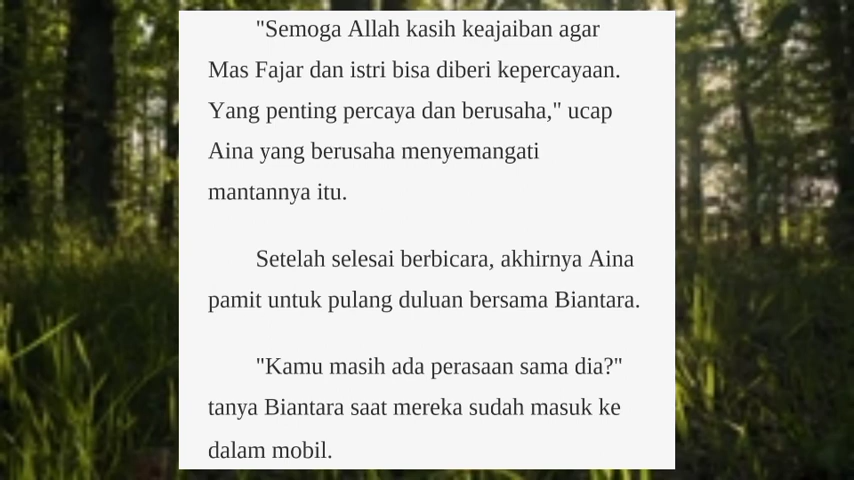 "Semoga Allah kasih keajaiban agar
Mas Fajar dan istri bisa diberi kepercayaan.
Yang penting percaya dan berusaha," ucap
Aina yang berusaha menyemangati
mantannya itu.
Setelah selesai berbicara, akhirnya Aina
pamit untuk pulang duluan bersama Biantara.
"Kamu masih ada perasaan sama dia?"
tanya Biantara saat mereka sudah masuk ke
dalam mobil.